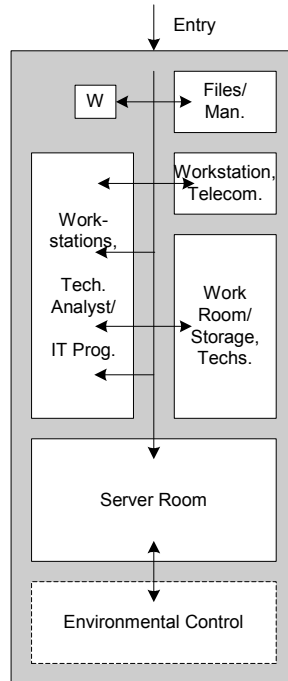 Entry
W
Files/
Man.
Workstation,
Telecom.
Work-
stations,
Tech.
Analyst/
IT Prog.
Work
Room/
Storage,
Techs.
Server Room
Environmental Control